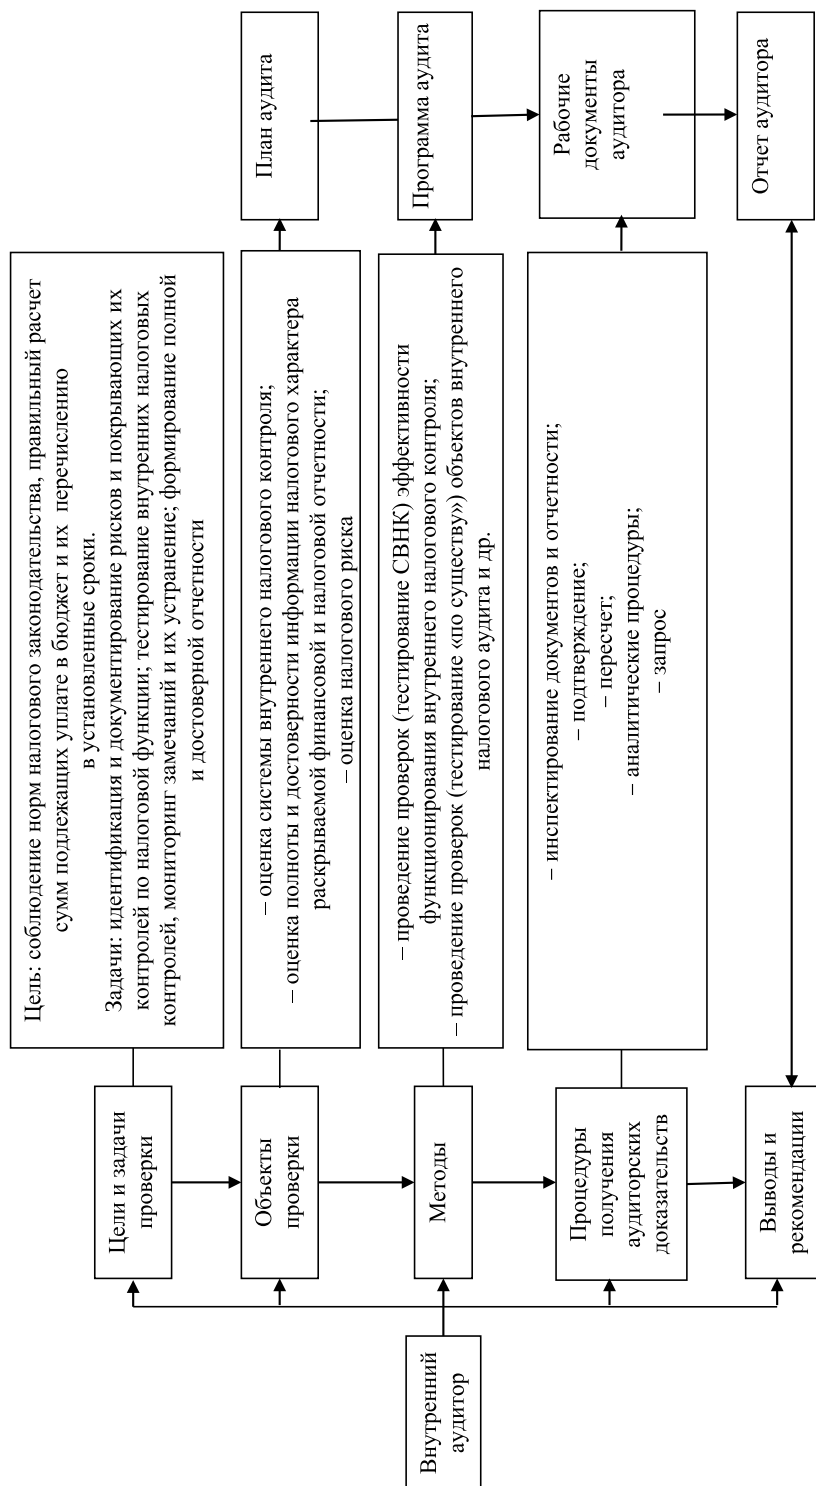 Внутренний
аудитор
Цели и задачи
проверки
Цель: соблюдение норм налогового законодательства, правильный расчет
сумм подлежащих уплате в бюджет и их перечислению
в установленные сроки.
Задачи: идентификация и документирование рисков и покрывающих их
контролей по налоговой функции; тестирование внутренних налоговых
контролей, мониторинг замечаний и их устранение; формирование полной
и достоверной отчетности
Объекты
проверки
– оценка системы внутреннего налогового контроля;
– оценка полноты и достоверности информации налогового характера
раскрываемой финансовой и налоговой отчетности;
– оценка налогового риска
План аудита
Методы
– проведение проверок (тестирование СВНК) эффективности
функционирования внутреннего налогового контроля;
– проведение проверок (тестирование «по существу») объектов внутреннего
налогового аудита и др.
Программа аудита
Процедуры
получения
аудиторских
доказательств
– инспектирование документов и отчетности;
– подтверждение;
– пересчет;
– аналитические процедуры;
– запрос
Рабочие
документы
аудитора
Выводы и
рекомендации
Отчет аудитора